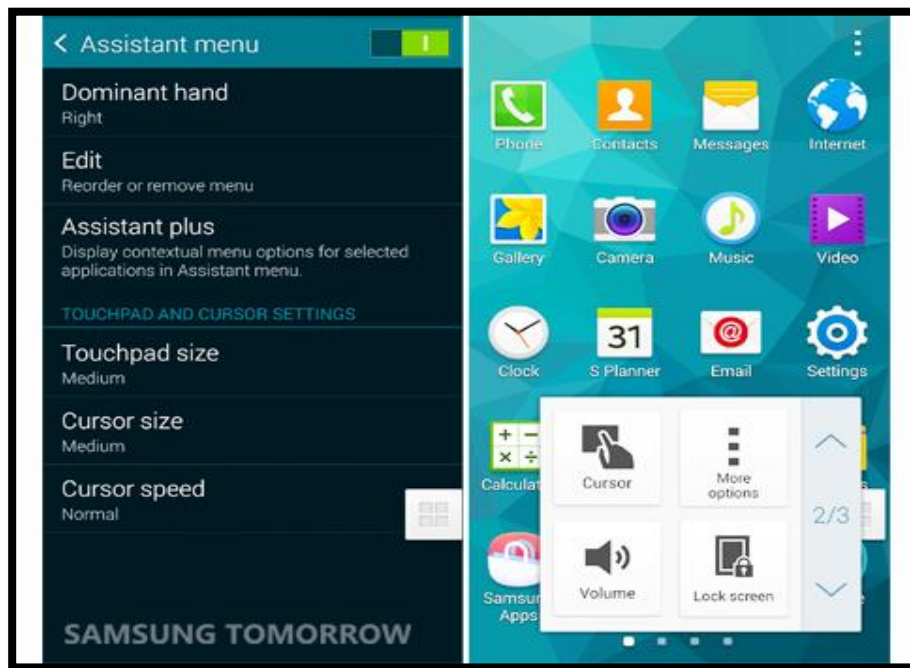 Assistant menu
Dominant hand
Right
Edit
Reorder or remove menu
Assistant plus
Display contextual menu options for selected
applications in Assistant menu.
TOUCHPAD AND CURSOR SETTINGS
Touchpad size
Medium
Cursor size
Medium
Cursor speed
Normal
SAMSUNG TOMORROW
Phone Contacts Messages Internet
Gallery Camera Music Video
31
Clock S Planner Email Settings
Calculat
Cursor
More
options
2/3
Volume
Lock screen
Samsu
Apps